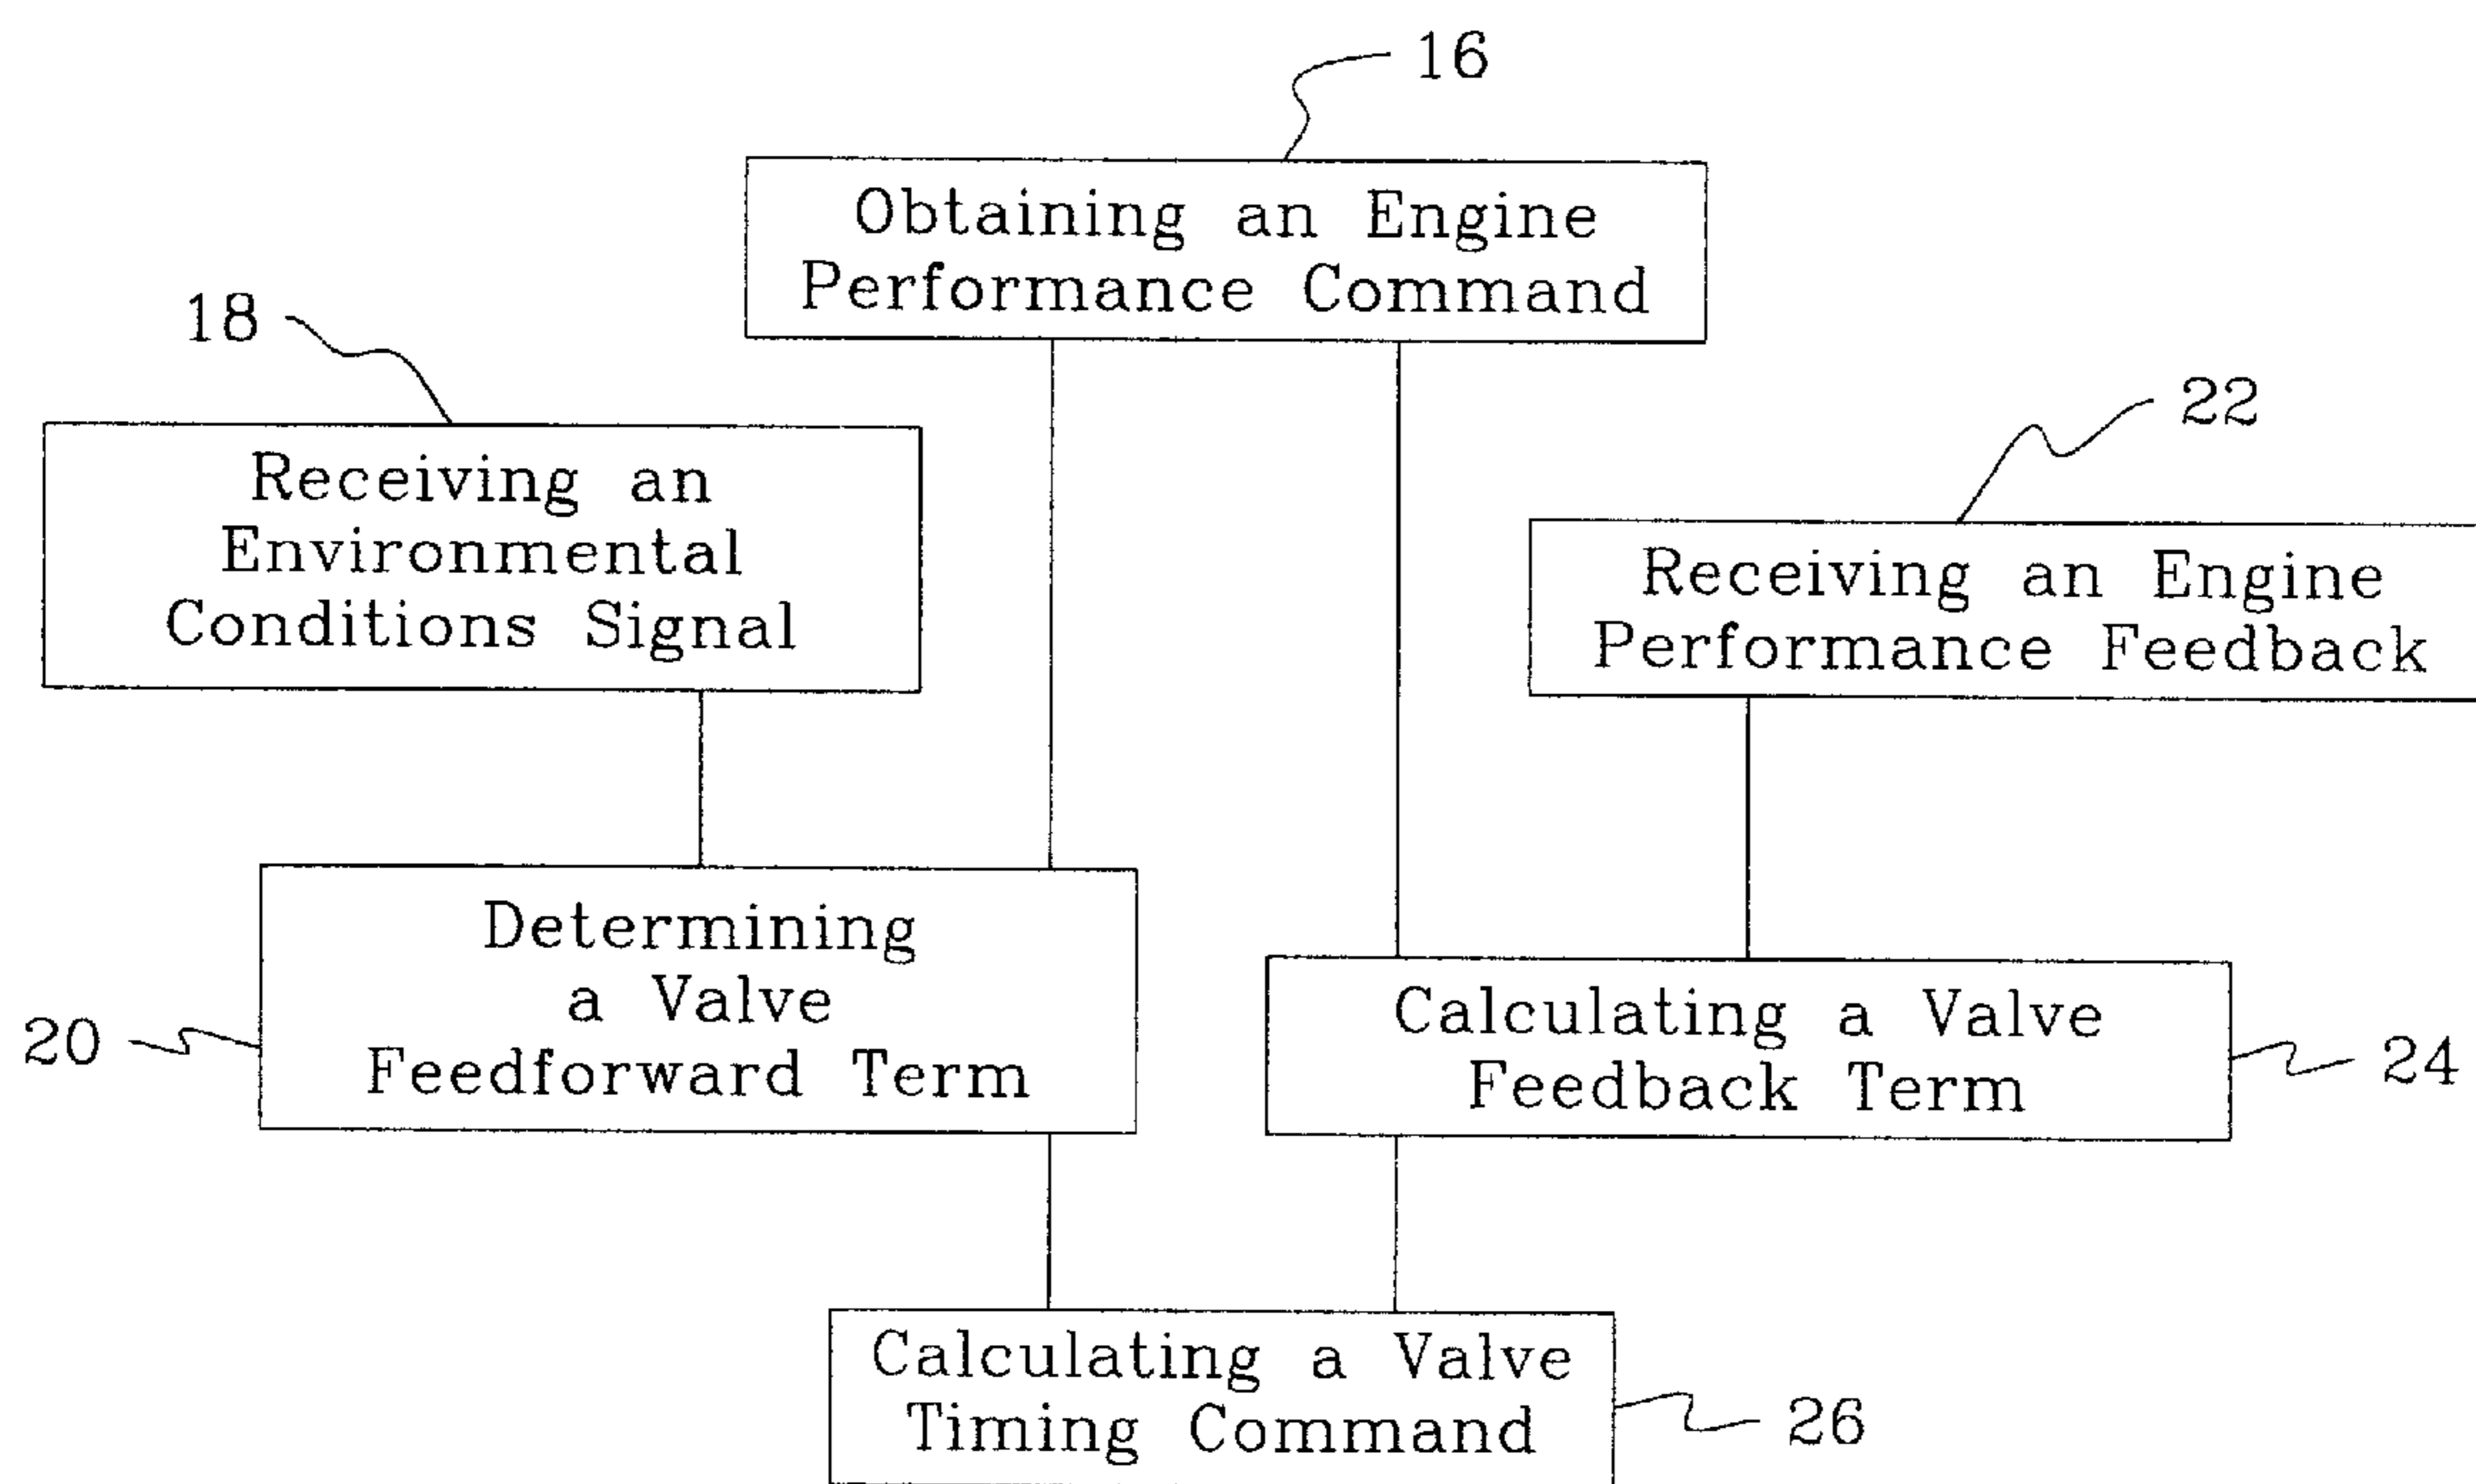 16
Obtaining an Engine
Performance Command
18
Receiving an
Environmental
Conditions Signal
22
Receiving an Engine
Performance Feedback
Determining
a Valve
Feedforward Term
20
Calculating a Valve
Feedback Term
24
Calculating a Valve
Timing Command
26